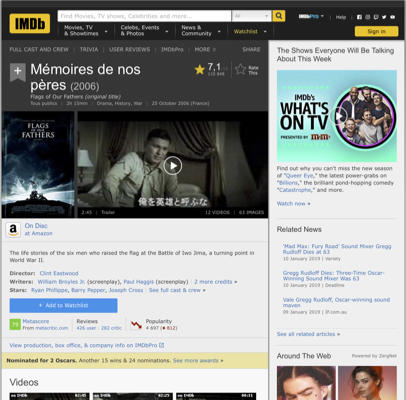 IMDb
Find Movies, TV shows, Celebrities and more...
All
Movies, TV
& Showtimes
Celebs, Events
& Photos
News &
Community
Watchlist
IMDbPro
Help
Sign in
FULL CAST AND CREW | TRIVIA | USER REVIEWS | IMDbPro | MORE
SHARE
Mémoires de nos
pères (2006)
Flags of Our Fathers (original title)
Tous publics | 2h 15min | Drama, History, War | 25 October 2006 (France)
7,1
Rate
This
FLAGS
OF OUR
FATHERS
俺を英雄と呼ぶな
2:45 | Trailer
12 VIDEOS | 63 IMAGES
On Disc
at Amazon
The life stories of the six men who raised the flag at the Battle of Iwo Jima, a turning point in
World War II.
Director: Clint Eastwood
Writers: William Broyles Jr. (screenplay), Paul Haggis (screenplay) | 2 more credits »
Stars: Ryan Phillippe, Barry Pepper, Joseph Cross | See full cast & crew »
+ Add to Watchlist
Metascore
From metacritic.com
Reviews
426 user | 282 critic
Popularity
4 697 (♦ 812)
View production, box office, & company info on IMDbPro
Nominated for 2 Oscars. Another 15 wins & 24 nominations. See more awards »
Videos
The Shows Everyone Will Be Talking
About This Week
IMDb's
WHAT'S
ON TV
PRESENTED BY
Find out why you can't miss the new season
of "Queer Eye," the latest power-grabs on
"Billions," the brilliant pond-hopping comedy
"Catastrophe," and more.
Watch now »
Related News
'Mad Max: Fury Road' Sound Mixer Gregg
Rudloff Dies at 63
10 January 2019 | Variety
Gregg Rudloff Dies: Three-Time Oscar-
Winning Sound Mixer Was 63
10 January 2019 | Deadline
Vale Gregg Rudloff, Oscar-winning sound
maven
09 January 2019 | IF.com.au
See all related articles »
Around The Web
Powered by ZergNet